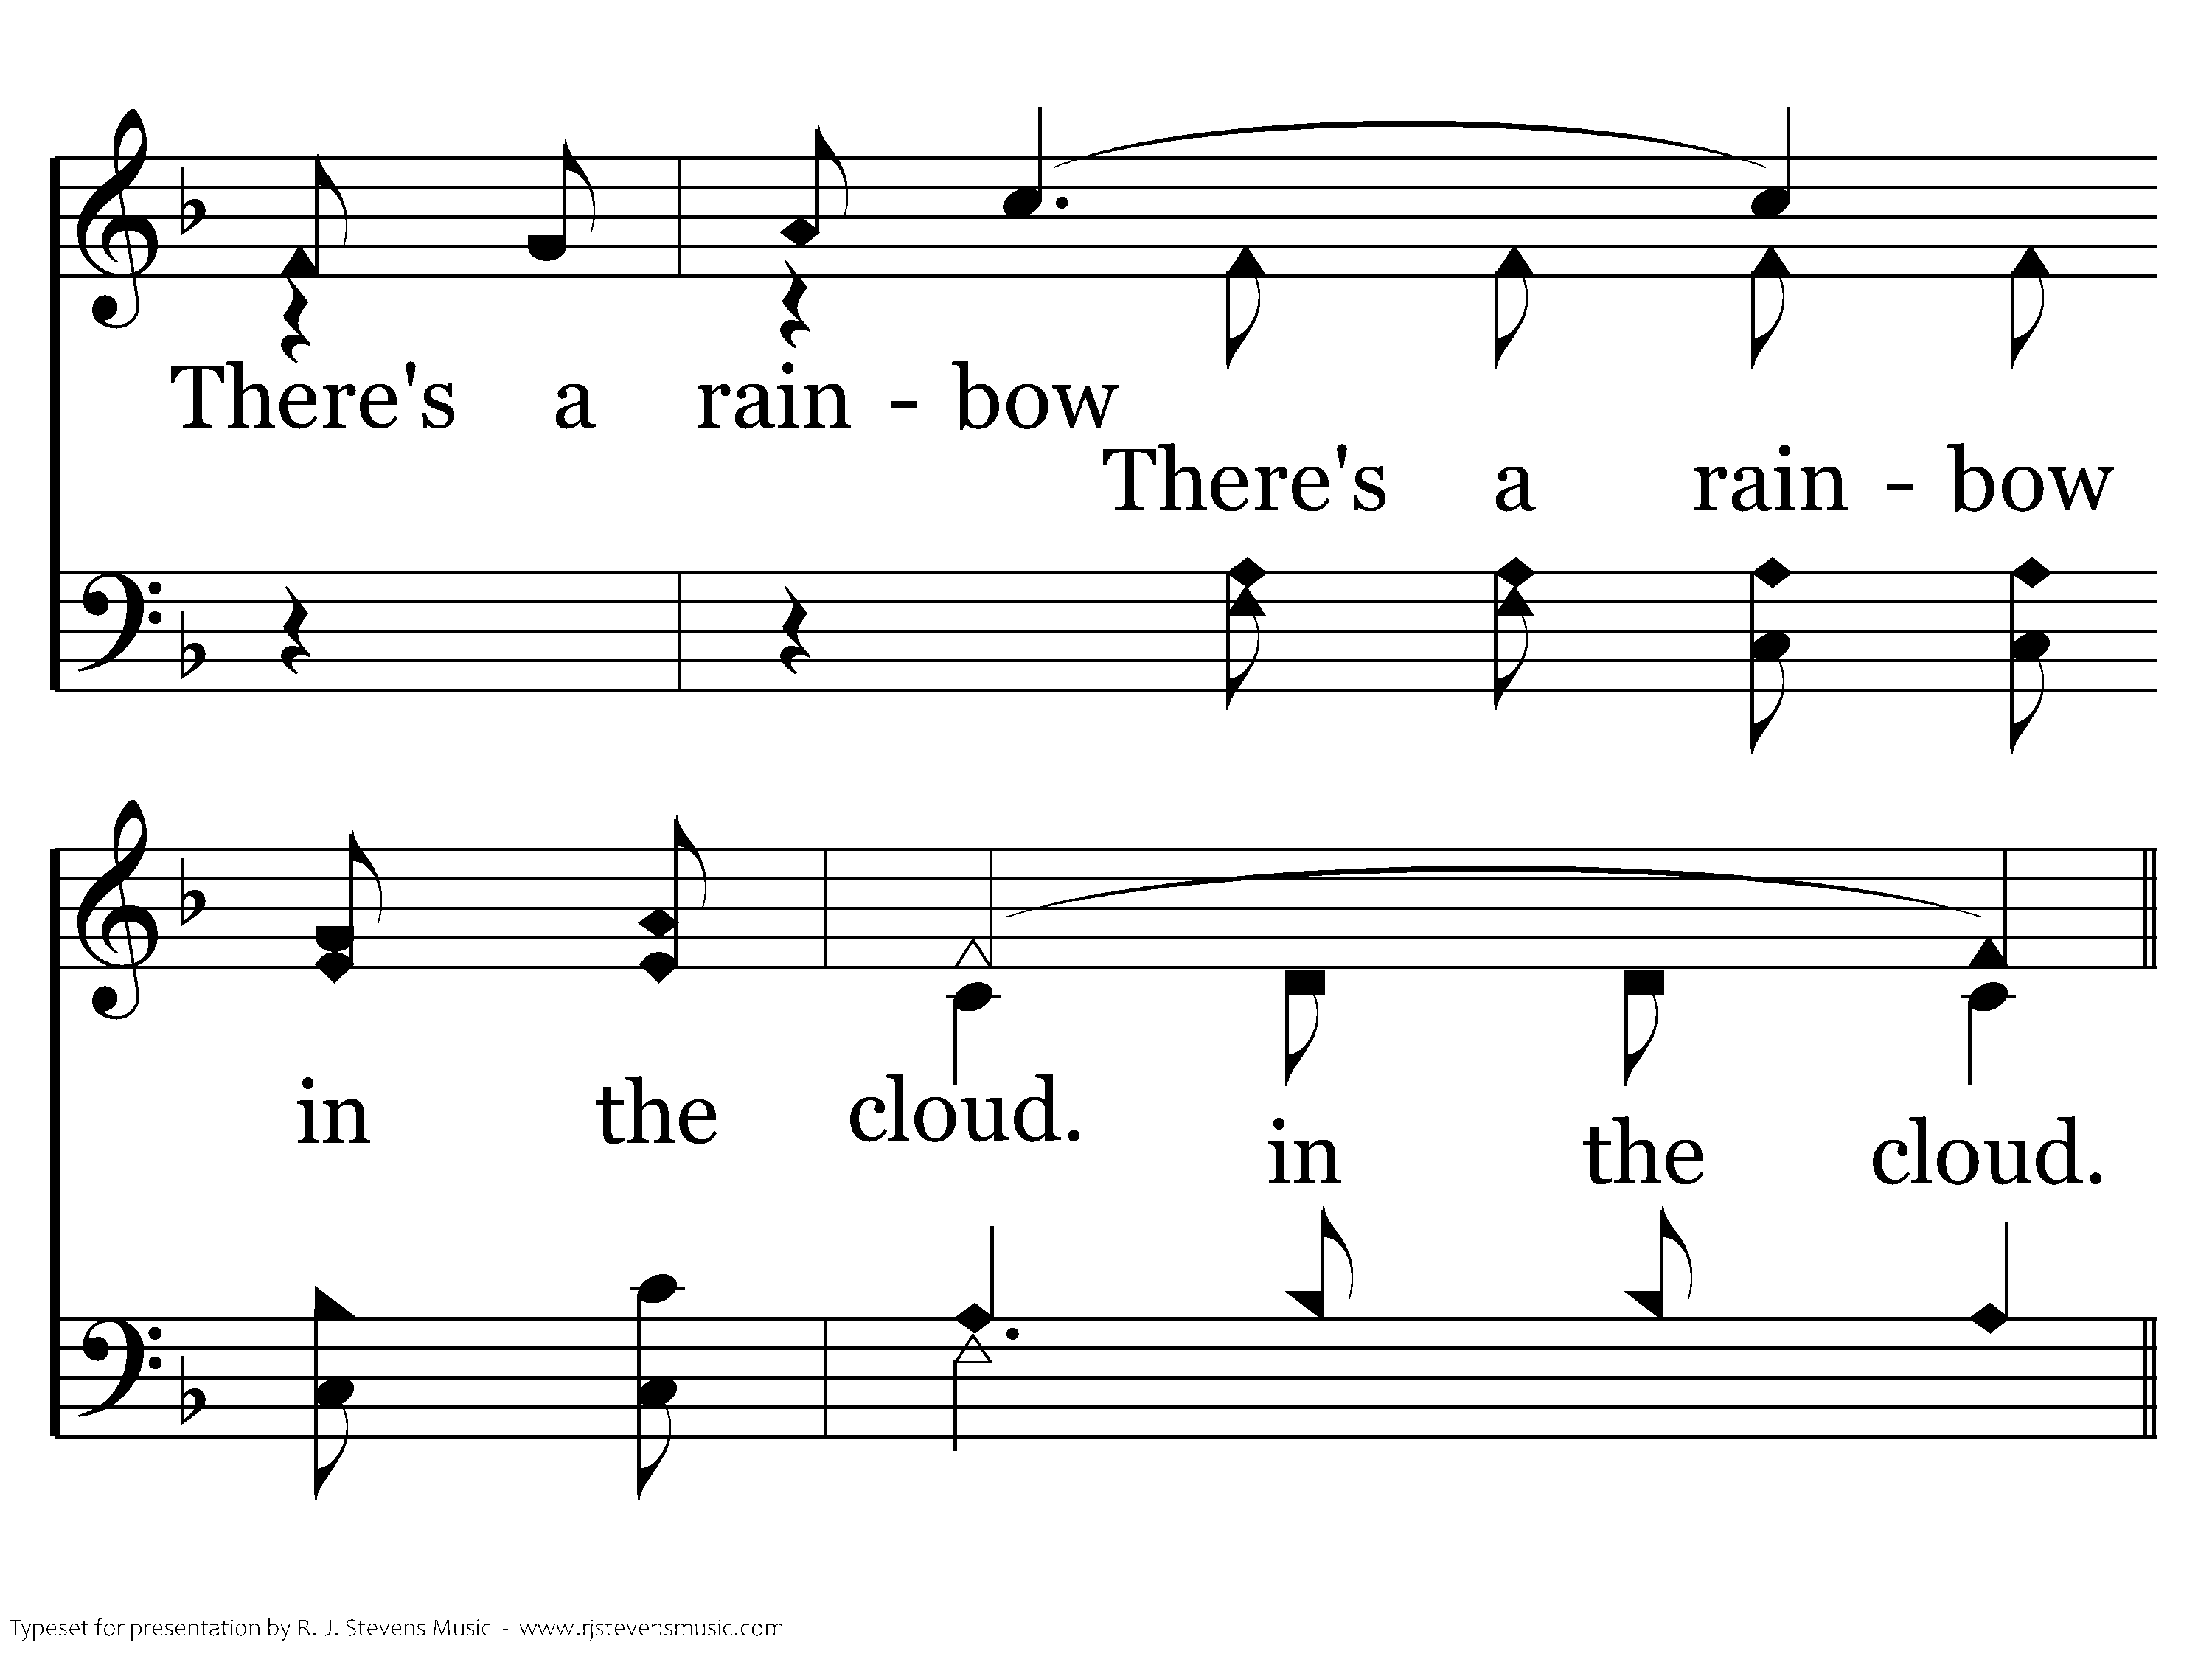 There's a rain - bow
There's a rain - bow
in the cloud.
in the cloud.
Typeset for presentation by R. J. Stevens Music - www.rjstevensmusic.com